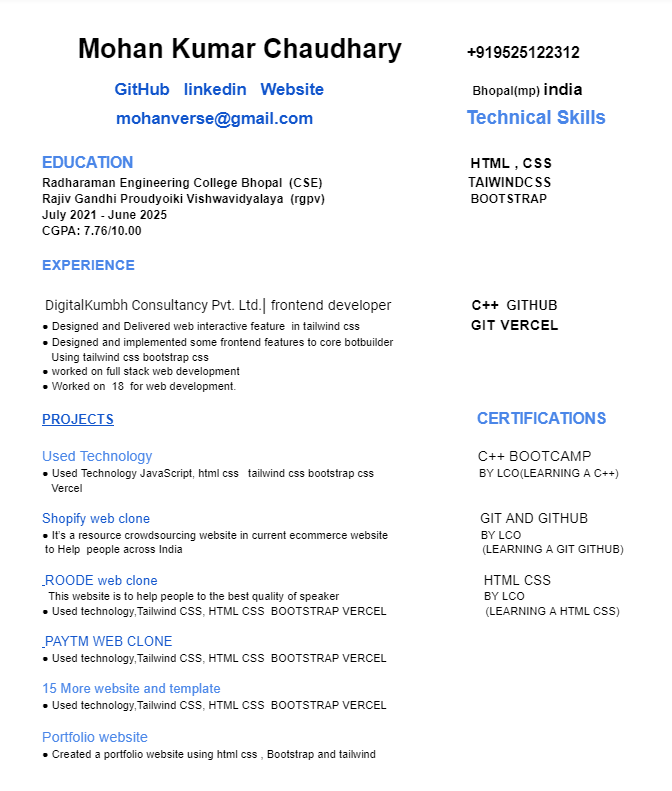 Mohan Kumar Chaudhary
+919525122312
GitHub linkedin Website
Bhopal(mp) india
mohanverse@gmail.com
Technical Skills
EDUCATION
Radharaman Engineering College Bhopal (CSE)
Rajiv Gandhi Proudyoiki Vishwavidyalaya (rgpv)
July 2021 - June 2025
CGPA: 7.76/10.00
HTML , CSS
TAIWINDCSS
BOOTSTRAP
EXPERIENCE
DigitalKumbh Consultancy Pvt. Ltd.| frontend developer
● Designed and Delivered web interactive feature in tailwind css
● Designed and implemented some frontend features to core botbuilder
Using tailwind css bootstrap css
● worked on full stack web development
● Worked on 18 for web development.
C++ GITHUB
GIT VERCEL
PROJECTS
Used Technology
● Used Technology JavaScript, html css tailwind css bootstrap css
Vercel
Shopify web clone
● It's a resource crowdsourcing website in current ecommerce website
to Help people across India
ROODE web clone
This website is to help people to the best quality of speaker
● Used technology,Tailwind CSS, HTML CSS BOOTSTRAP VERCEL
PAYTM WEB CLONE
● Used technology,Tailwind CSS, HTML CSS BOOTSTRAP VERCEL
15 More website and template
● Used technology,Tailwind CSS, HTML CSS BOOTSTRAP VERCEL
Portfolio website
● Created a portfolio website using html css , Bootstrap and tailwind
CERTIFICATIONS
C++ BOOTCAMP
BY LCO(LEARNING A C++)
GIT AND GITHUB
BY LCO
(LEARNING A GIT GITHUB)
HTML CSS
BY LCO
(LEARNING A HTML CSS)